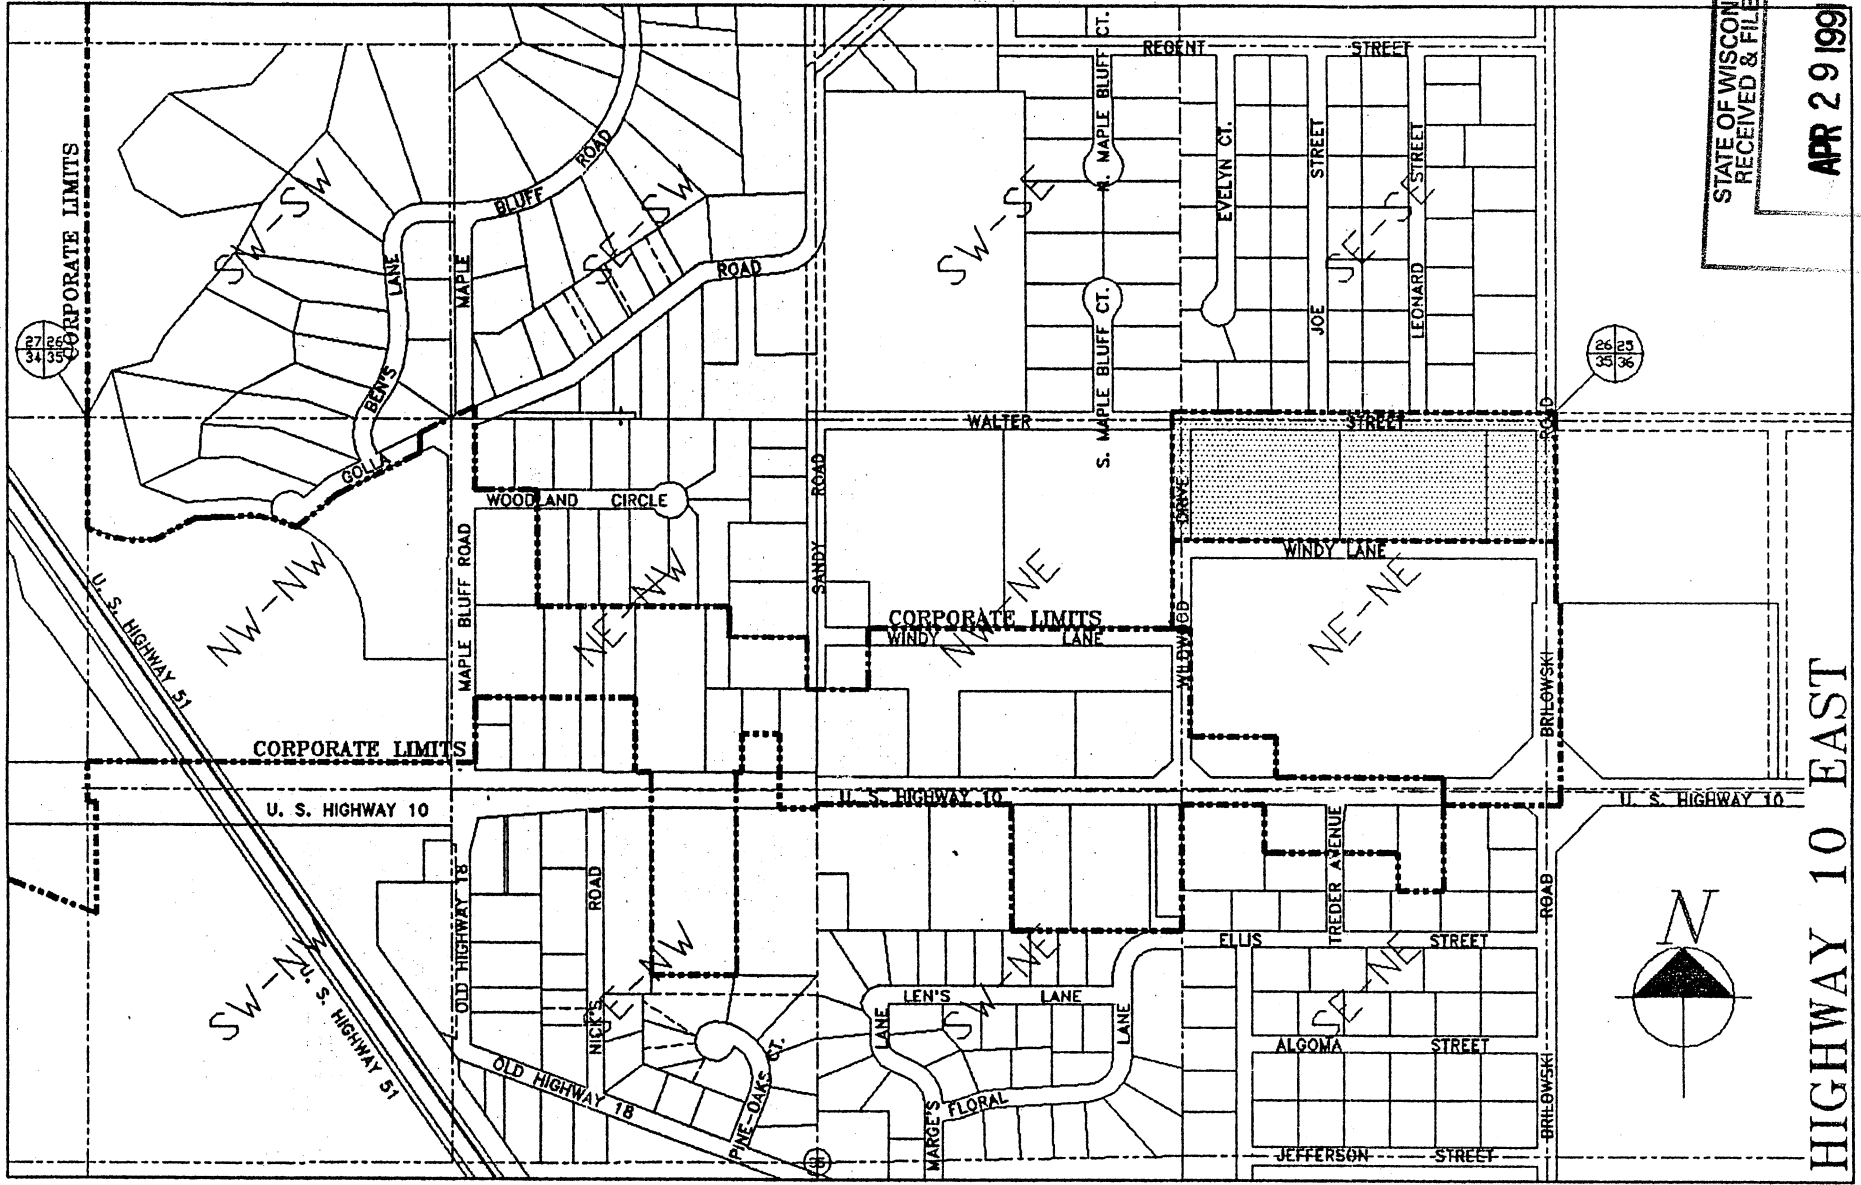 REGENT STREET
N. MAPLE BLUFF CT.
STATE OF WISCON
RECEIVED & FILE
APR 29 199
CORPORATE LIMITS
27 26
34 35
SW-SW
BLUFF ROAD
SE-SW
BEN'S LANE
MAPLE
ROAD
SW-SE
S. MAPLE BLUFF CT.
EVELYN CT.
JOE STREET
LEONARD STREET
SE-SE
26 25
35 36
GOLLA
WALTER STREET
WOODLAND CIRCLE
MAPLE BLUFF ROAD
SANDY ROAD
WILDWOOD DRIVE
WINDY LANE
BRILOWSKI ROAD
NW-NW
NE-NW
NW-NE
NE-NE
CORPORATE LIMITS
WINDY LANE
U. S. HIGHWAY 51
CORPORATE LIMITS
U. S. HIGHWAY 10
U. S. HIGHWAY 10
U. S. HIGHWAY 10
OLD HIGHWAY 18
NICK'S ROAD
TREDER AVENUE
ELLIS STREET
SW-NW
SE-NW
SW-NE
SE-NE
U. S. HIGHWAY 51
LEN'S LANE
MARGE'S LANE
FLORAL LANE
PINE-OAKS CT.
OLD HIGHWAY 18
ALGOMA STREET
BRILOWSKI ROAD
JEFFERSON STREET
N
HIGHWAY 10 EAST